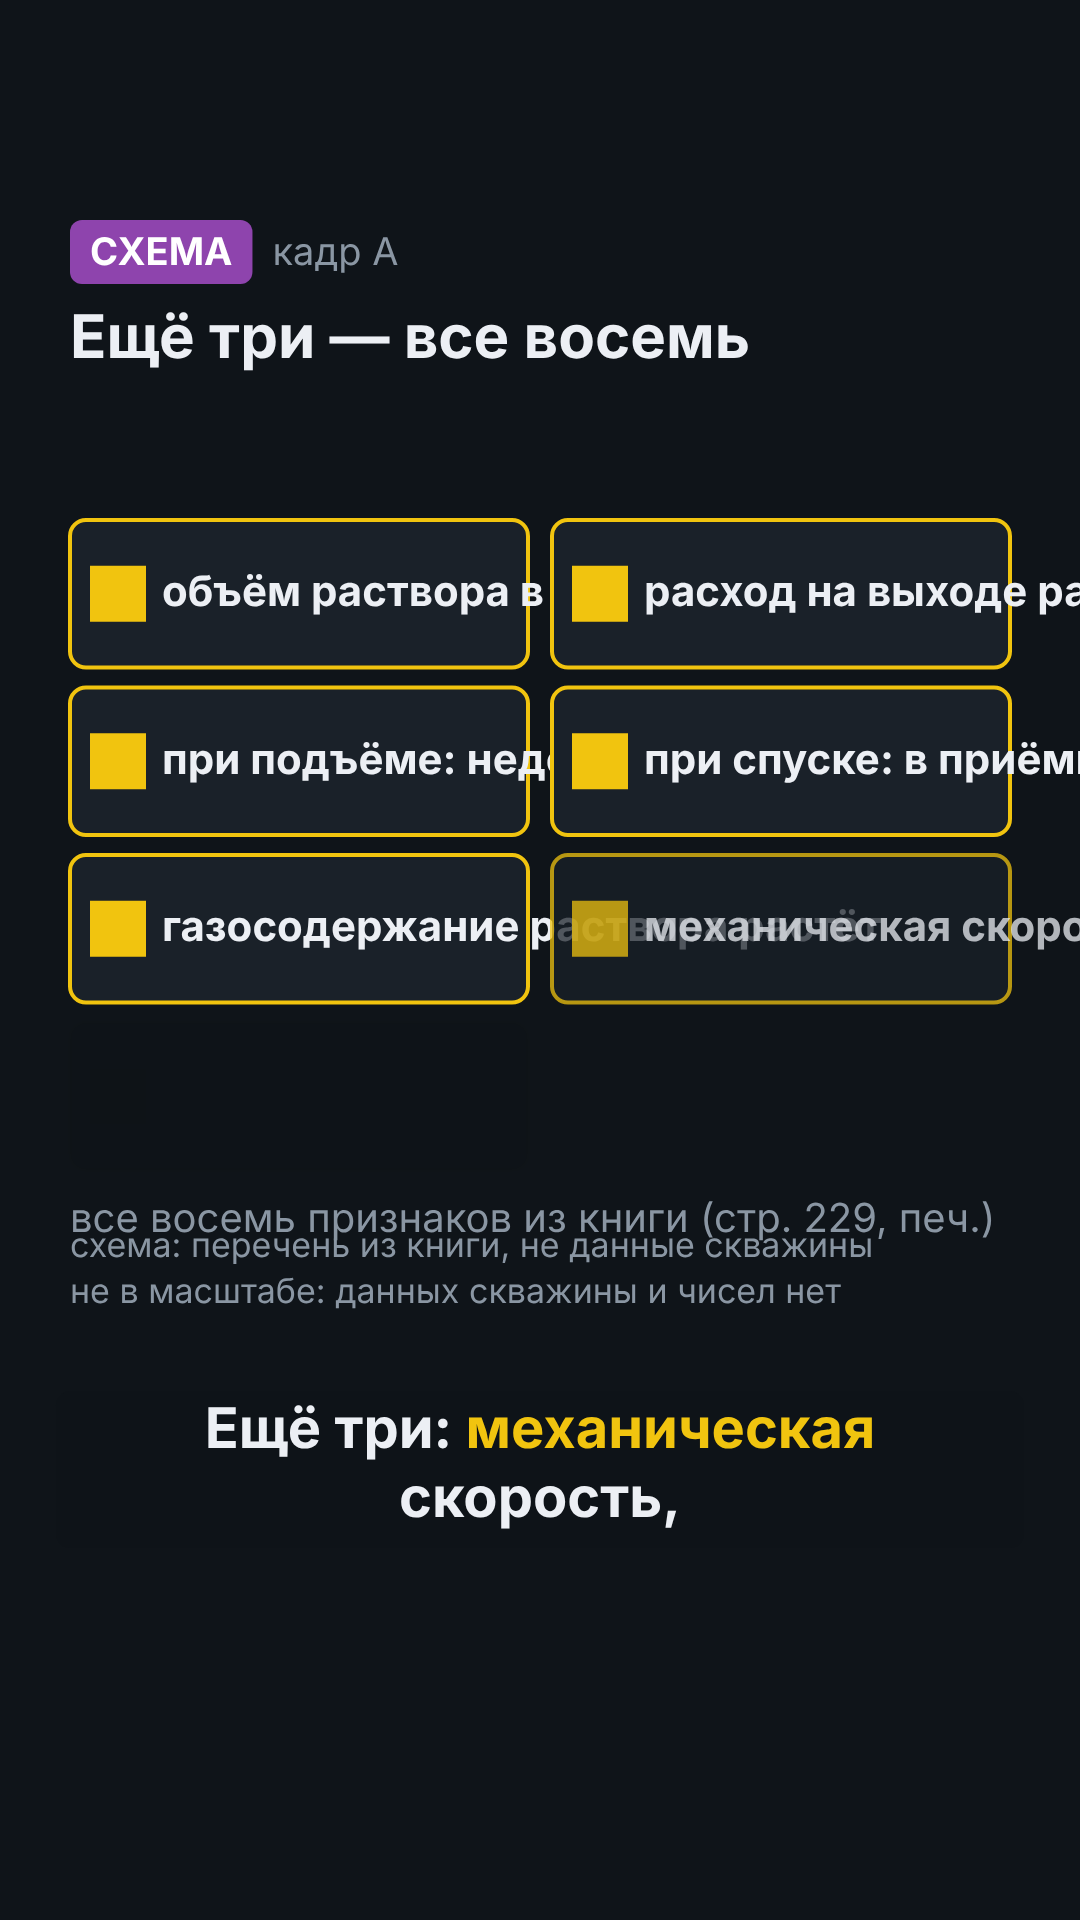 СХЕМА кадр А
Ещё три — все восемь
объём раствора в
расход на выходе ра
при подъёме: нед
при спуске: в приём
газосодержание раствора растёт
механическая скоро
все восемь признаков из книги (стр. 229, печ.)
схема: перечень из книги, не данные скважины
не в масштабе: данных скважины и чисел нет
Ещё три: механическая
скорость,